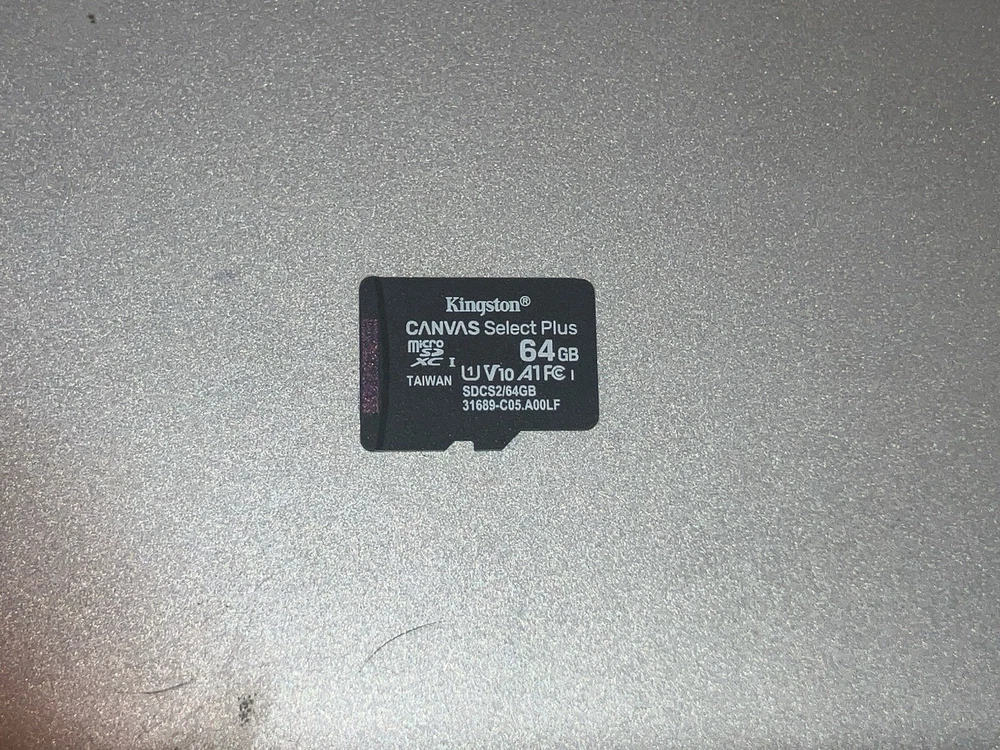 Kingston®
CANVAS Select Plus
micro SD XC I
64GB
U1 V10 A1 FC I
TAIWAN
SDCS2/64GB
31689-C05.A00LF